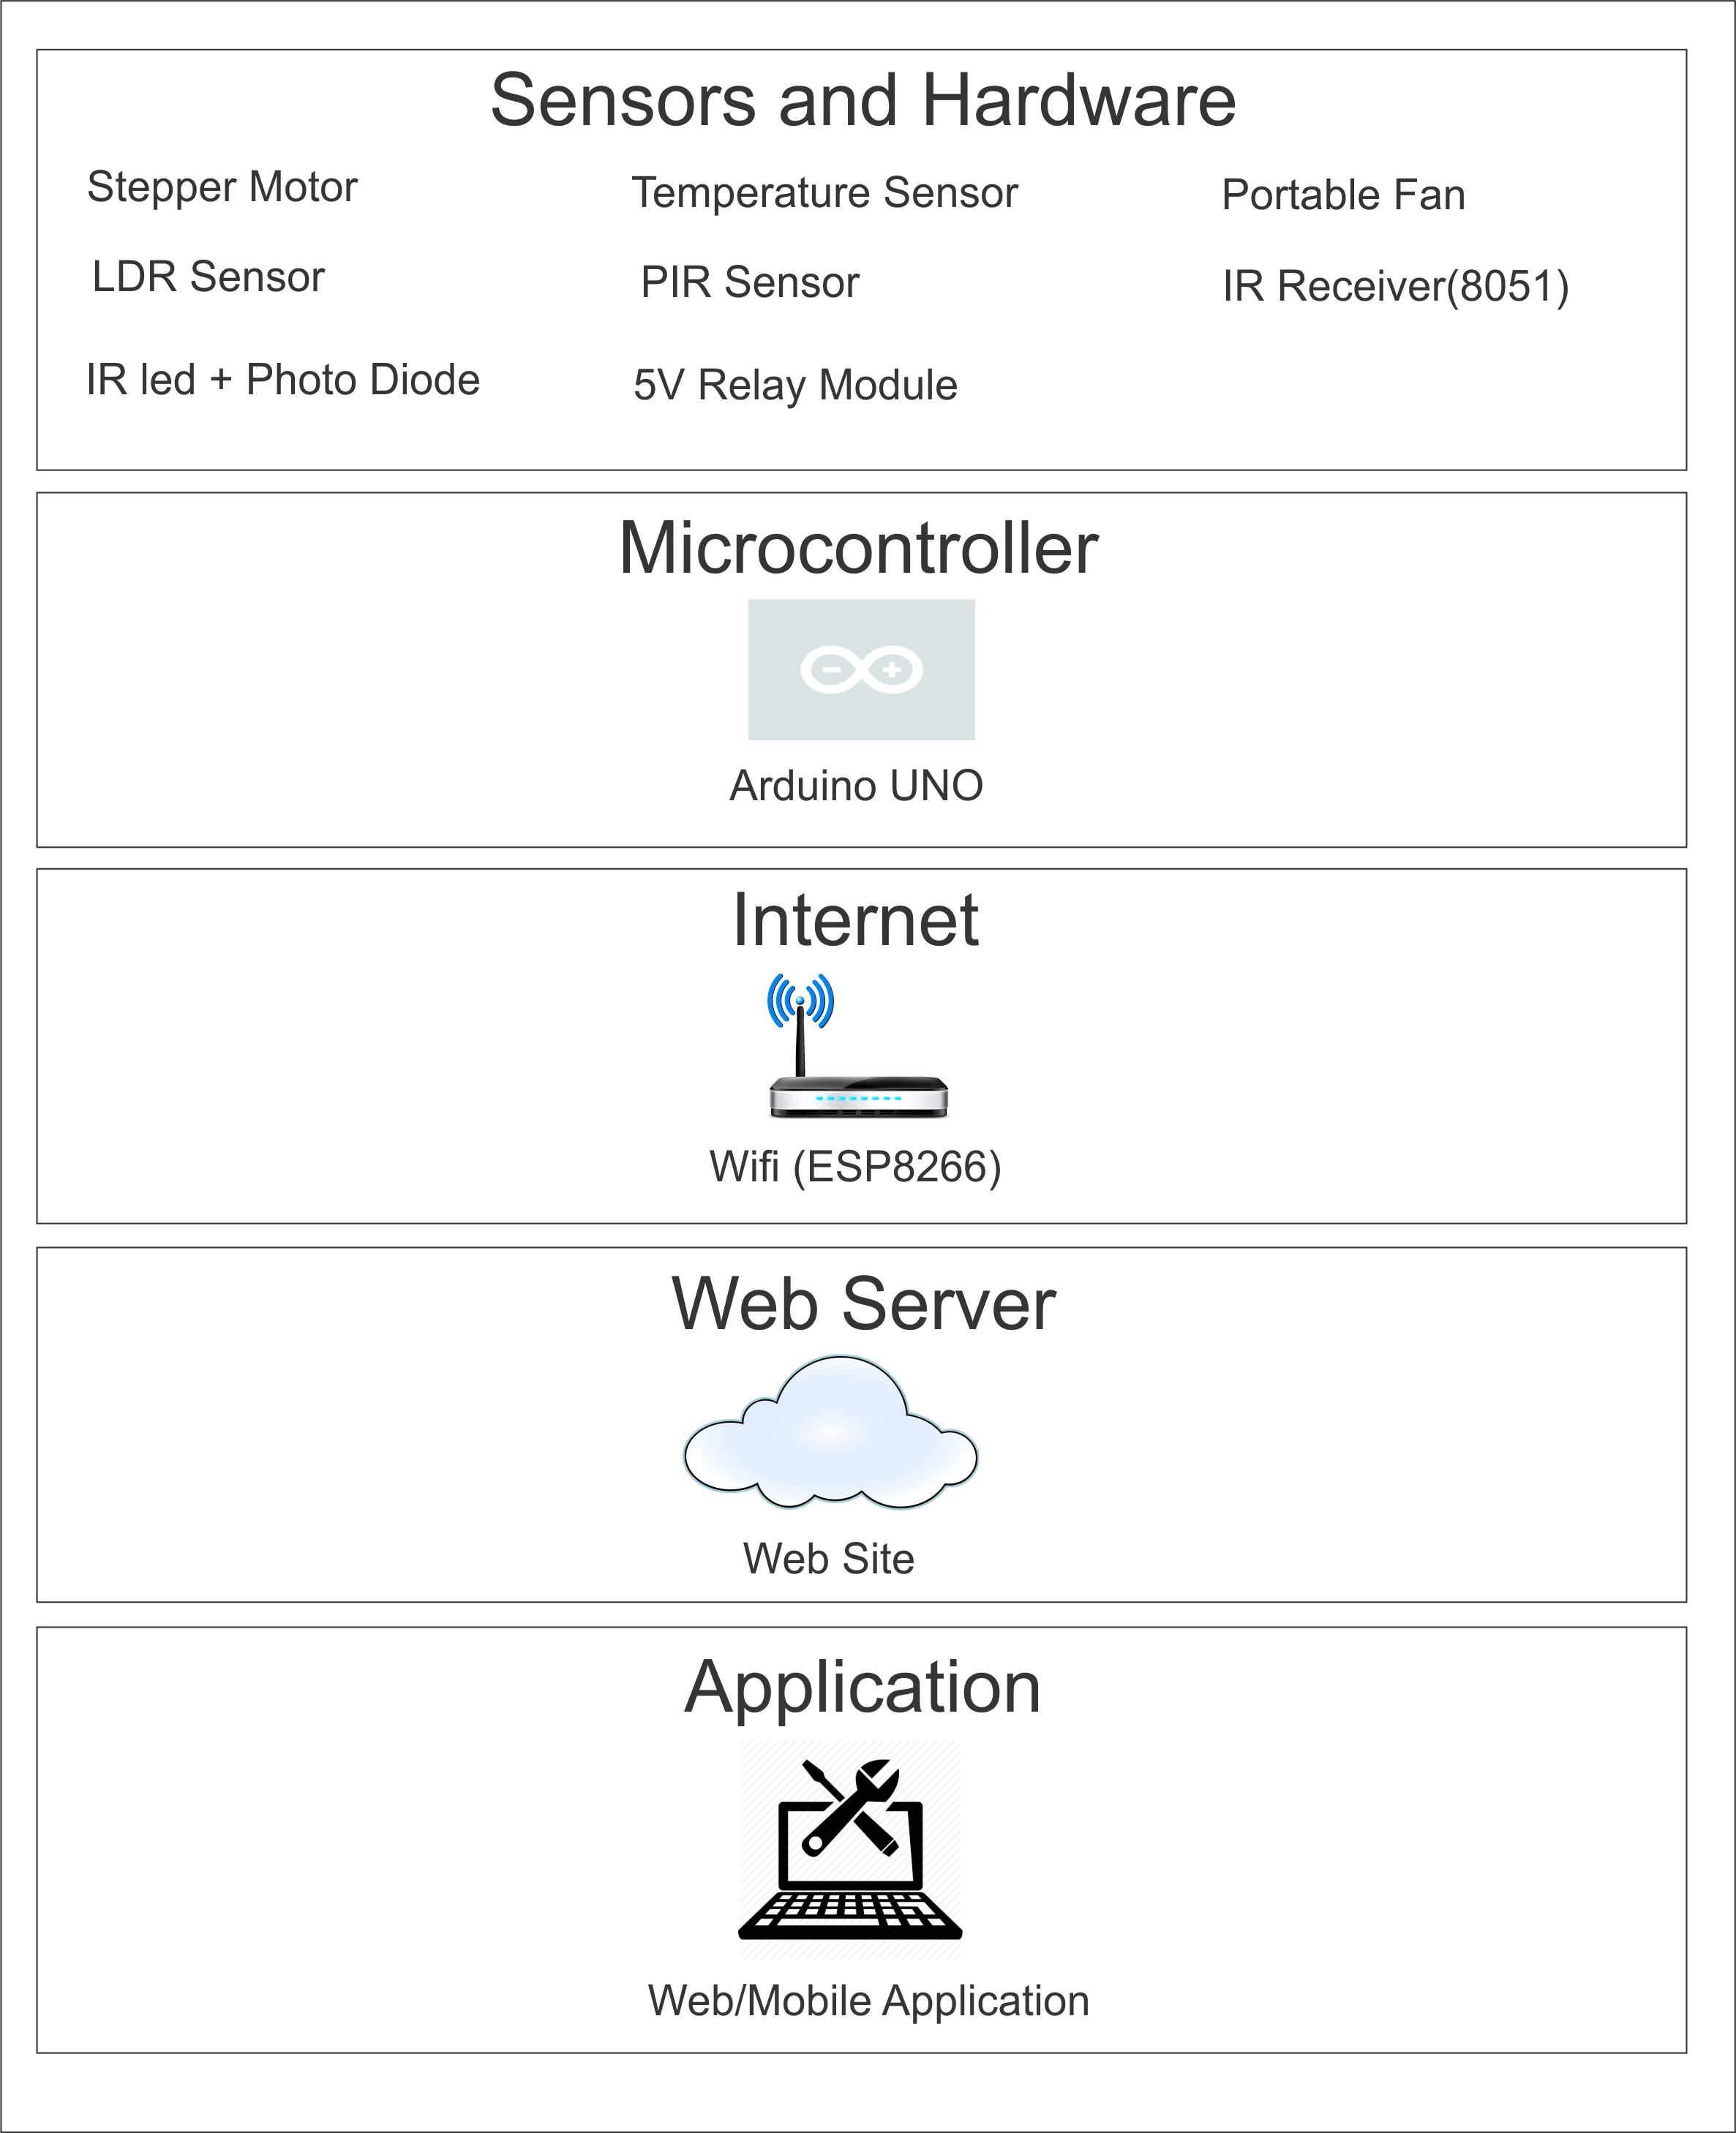 Sensors and Hardware
Stepper Motor
Temperature Sensor
Portable Fan
LDR Sensor
PIR Sensor
IR Receiver(8051)
IR led + Photo Diode
5V Relay Module
Microcontroller
Arduino UNO
Internet
Wifi (ESP8266)
Web Server
Web Site
Application
Web/Mobile Application